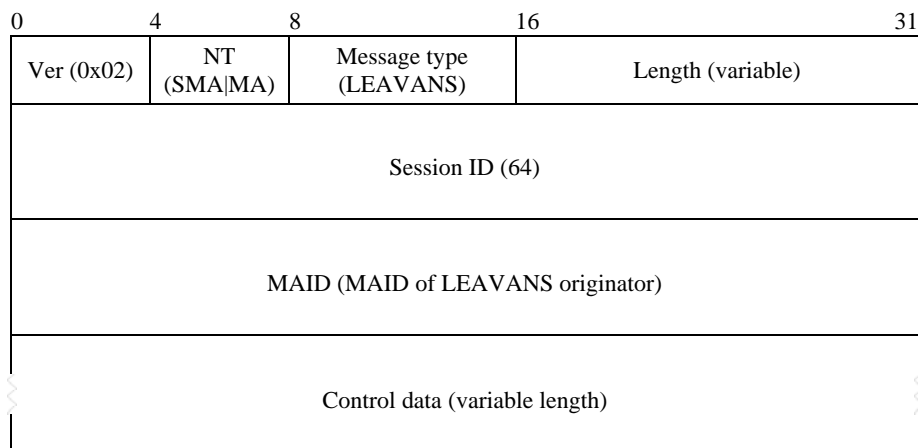 0 4 8 16 31
Ver (0x02)
NT
(SMA|MA)
Message type
(LEAVANS)
Length (variable)
Session ID (64)
MAID (MAID of LEAVANS originator)
Control data (variable length)